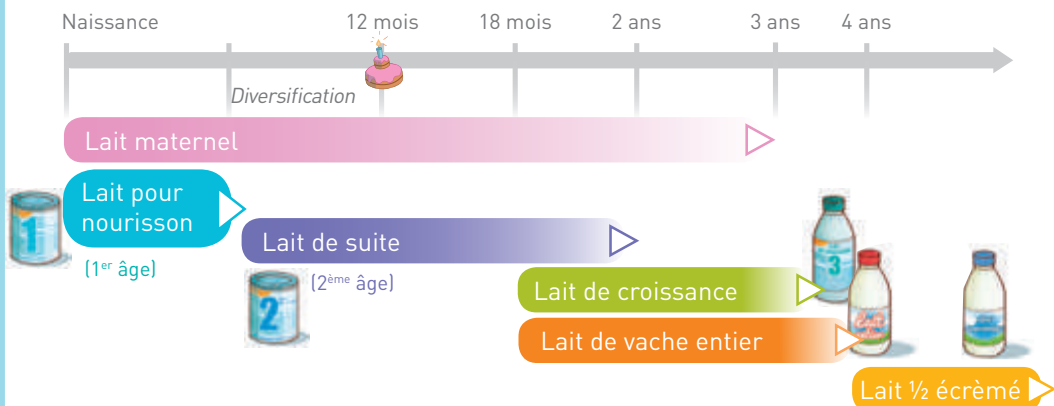 Naissance 12 mois 18 mois 2 ans 3 ans 4 ans
Diversification
Lait maternel
Lait pour
nourisson
(1er âge)
1
Lait de suite
(2ème âge)
2
Lait de croissance
3
Lait de vache entier
Lait ½ écrèmé